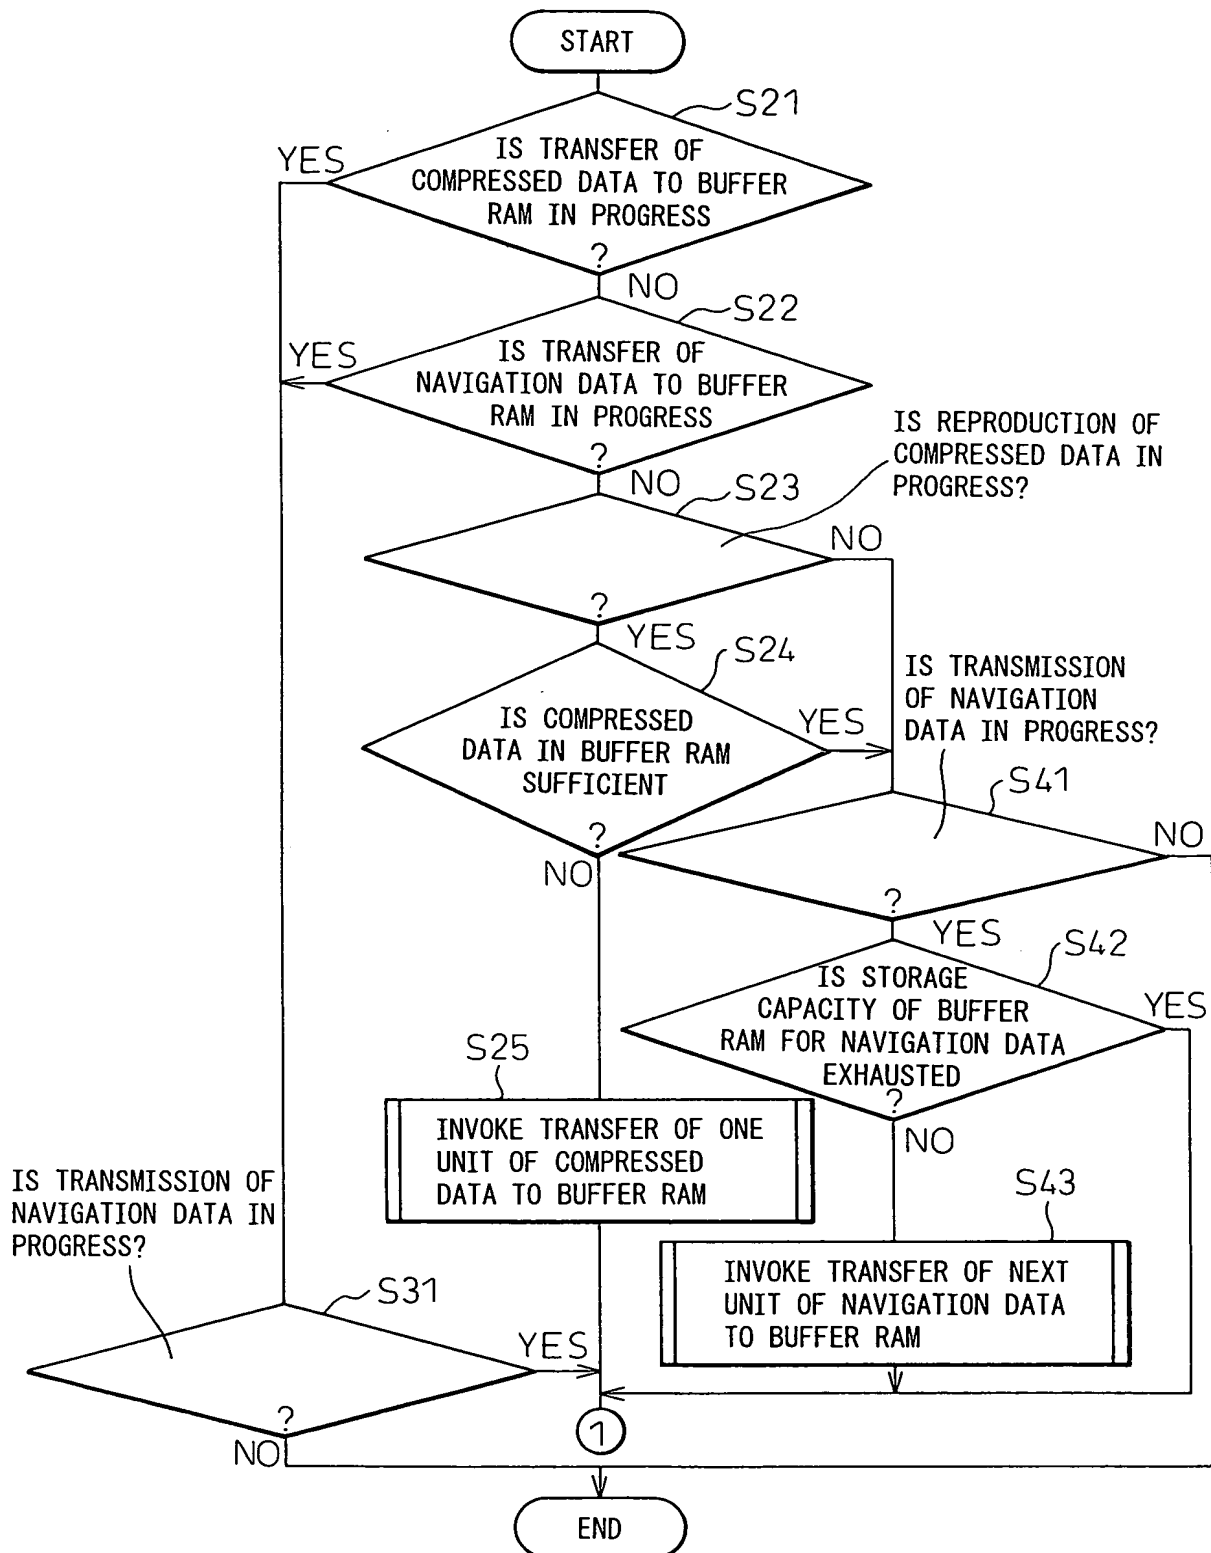 START
S21
IS TRANSFER OF
COMPRESSED DATA TO BUFFER
RAM IN PROGRESS
?
YES
NO
S22
IS TRANSFER OF
NAVIGATION DATA TO BUFFER
RAM IN PROGRESS
?
YES
NO
S23
IS REPRODUCTION OF
COMPRESSED DATA IN
PROGRESS?
?
NO
YES
S24
IS COMPRESSED
DATA IN BUFFER RAM
SUFFICIENT
?
YES
NO
IS TRANSMISSION
OF NAVIGATION
DATA IN PROGRESS?
S41
?
NO
YES
S42
IS STORAGE
CAPACITY OF BUFFER
RAM FOR NAVIGATION DATA
EXHAUSTED
?
YES
NO
S25
INVOKE TRANSFER OF ONE
UNIT OF COMPRESSED
DATA TO BUFFER RAM
S43
INVOKE TRANSFER OF NEXT
UNIT OF NAVIGATION DATA
TO BUFFER RAM
IS TRANSMISSION OF
NAVIGATION DATA IN
PROGRESS?
S31
?
YES
NO
1
END